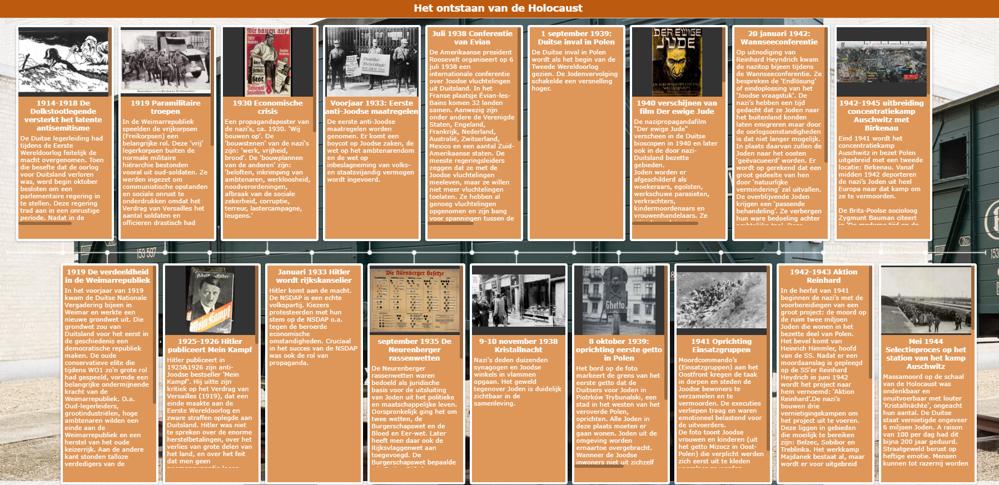 Het ontstaan van de Holocaust
1914-1918 De
Dolkstootlegende
versterkt het latente
antisemitisme
De Duitse legerleiding had
tijdens de Eerste
Wereldoorlog feitelijk de
macht overgenomen. Toen
die besefte dat de oorlog
voor Duitsland verloren
was, werd begin oktober
besloten om een
parlementaire regering in
te stellen. Deze regering
trad aan in een onrustige
periode. Nadat in de
1919 Paramilitaire
troepen
In de Weimarrepubliek
speelden de vrijkorpsen
(Freikorpsen) een
belangrijke rol. Deze 'vrij'
legerkorpsen buiten de
normale militaire
hiërarchie bestonden
vooral uit oud-soldaten. Ze
werden ingezet om
communistische opstanden
en sociale onrust te
onderdrukken omdat het
Verdrag van Versailles het
aantal soldaten en
officieren drastisch had
Wir bauen auf!
Arbeit
Freiheit
Brot
National-
Sozialisten
8
1930 Economische
crisis
Een propagandaposter van
de nazi's, ca. 1930. 'Wij
bouwen op'. De
'bouwstenen' van de nazi's
zijn: 'werk, vrijheid,
brood'. De 'bouwplannen
van de anderen' zijn:
'beloften, inkrimping van
ambtenaren, werkloosheid,
noodverordeningen,
afbraak van de sociale
zekerheid, corruptie,
terreur, lastercampagne,
leugens.'
Deutsche!
Wehrt Euch!
Voorjaar 1933: Eerste
anti-Joodse maatregelen
De eerste anti-Joodse
maatregelen worden
genomen. Er komt een
boycot op Joodse zaken, de
wet op het ambtenarendom
en de wet op
inbeslagneming van volks-
en staatsvijandig vermogen
wordt ingevoerd.
Juli 1938 Conferentie
van Evian
De Amerikaanse president
Roosevelt organiseert op 6
juli 1938 een
internationale conferentie
over Joodse vluchtelingen
uit Duitsland. In het
Franse plaatsje Évian-les-
Bains komen 32 landen
samen. Aanwezig zijn
onder andere de Verenigde
Staten, Engeland,
Frankrijk, Nederland,
Australië, Zwitserland,
Mexico en een aantal Zuid-
Amerikaanse staten. De
meeste regeringsleiders
zeggen dat ze met de
Joodse vluchtelingen
meeleven, maar ze willen
niet meer vluchtelingen
toelaten. Ze hebben al
genoeg vluchtelingen
opgenomen en zijn bang
voor spanningen tussen de
1 september 1939:
Duitse inval in Polen
De Duitse inval in Polen
wordt als het begin van de
Tweede Wereldoorlog
gezien. De Jodenvervolging
schakelde een versnelling
hoger.
DER EWIGE
JUDE
1940 verschijnen van
film Der ewige Jude
De nazipropagandafilm
"Der ewige Jude"
verscheen in de Duitse
bioscopen in 1940 en later
ook in de door nazi-
Duitsland bezette
gebieden.
Joden worden er
afgeschilderd als
woekeraars, egoïsten,
werkschuwe parasieten,
verkrachters,
kindermoordenaars en
vrouwenhandelaars. Ze
20 januari 1942:
Wannseeconferentie
Op uitnodiging van
Reinhard Heyndrich kwam
de nazitop bijeen tijdens
de Wannseeconferentie. Ze
bespreken de 'Endlösung'
of eindoplossing van het
'Joodse vraagstuk'. De
nazi's hebben een tijd
gedacht dat ze Joden naar
het buitenland konden
laten emigreren maar door
de oorlogsomstandigheden
is dat niet langer mogelijk.
In plaats daarvan zullen de
Joden naar het oosten
'geëvacueerd' worden. Er
wordt op gerekend dat een
groot gedeelte van hen
door 'natuurlijke
vermindering' zal uitvallen.
De overblijvende Joden
krijgen een 'passende
behandeling'. Ze verbergen
hun ware bedoeling achter
ambtelijke taal. Deze
1942-1945 uitbreiding
concentratiekamp
Auschwitz met
Birkenau
Eind 1941 wordt het
concentratiekamp
Auschwitz in bezet Polen
uitgebreid met een tweede
locatie: Birkenau. Vanaf
midden 1942 deporteren
de nazi's Joden uit heel
Europa naar dat kamp om
ze te vermoorden.
De Brits-Poolse socioloog
Zygmunt Bauman citeert
in 'De moderne tijd en de
153 597
1919 De verdeeldheid
in de Weimarrepubliek
In het voorjaar van 1919
kwam de Duitse Nationale
Vergadering bijeen in
Weimar en werkte een
nieuwe grondwet uit. Die
grondwet zou van
Duitsland voor het eerst in
de geschiedenis een
democratische republiek
maken. De oude
conservatieve elite die
tijdens WO1 zo'n grote rol
had gespeeld, vormde een
belangrijke ondermijnende
kracht van de
Weimarrepubliek. O.a.
Oud-legerleiders,
grootindustriëlen, hoge
ambtenaren wilden een
einde aan de
Weimarrepubliek en een
herstel van het oude
keizerrijk. Aan de andere
kant stonden talloze
verdedigers van de
Adolf Hitler
Mein Kampf
1925-1926 Hitler
publiceert Mein Kampf
Hitler publiceert in
1925&1926 zijn anti-
Joodse bestseller 'Mein
Kampf'. Hij uitte zijn
kritiek op het Verdrag van
Versailles (1919), dat een
einde maakte aan de
Eerste Wereldoorlog en
zware straffen oplegde aan
Duitsland. Hitler was niet
te spreken over de enorme
herstelbetalingen, over het
verlies van grote delen van
het land, en over het feit
dat men geen
Januari 1933 Hitler
wordt rijkskanselier
Hitler komt aan de macht.
De NSDAP is een echte
volkspartij. Kiezers
protesteerden met hun
stem op de NSDAP o.a.
tegen de beroerde
economische
omstandigheden. Cruciaal
in het succes van de NSDAP
was ook de rol van
propaganda.
Die Nürnberger Gesetze
september 1935 De
Neurenberger
rassenwetten
De Neurenberger
rassenwetten waren
bedoeld als juridische
basis voor de uitsluiting
van Joden uit het politieke
en maatschappelijke leven.
Oorspronkelijk ging het om
twee wetten, de
Burgerschapswet en de
Bloed en Eer-wet. Later
heeft men daar ook de
Rijksvlaggenwet aan
toegevoegd. De
Burgerschapswet bepaalde
9-10 november 1938
Kristallnacht
Nazi's deden duizenden
synagogen en Joodse
winkels in vlammen
opgaan. Het geweld
tegenover Joden is duidelijk
zichtbaar in de
samenleving.
Ghetto.
8 oktober 1939:
oprichting eerste getto
in Polen
Het bord op de foto
markeert de grens van het
eerste getto dat de
Duitsers voor Joden in
Piotrków Trybunalski, een
stad in het westen van het
veroverde Polen,
oprichten. Alle Joden in
deze plaats moeten er
gaan wonen. Joden uit de
omgeving worden
ernaartoe overgebracht.
Wanneer de Joodse
inwoners niet uit zichzelf
1941 Oprichting
Einsatzgruppen
Moordcommando's
(Einsatzgruppen) aan het
Oostfront kregen de taak
in dorpen en steden de
Joodse bewoners te
verzamelen en te
vermoorden. De executies
verliepen traag en waren
emotioneel belastend voor
de uitvoerders.
De foto toont Joodse
vrouwen en kinderen (uit
het getto Mizocz in Oost-
Polen) die verplicht werden
zich eerst uit te kleden
1942-1943 Aktion
Reinhard
In de herfst van 1941
beginnen de nazi's met de
voorbereidingen van een
groot project: de moord op
de ruim twee miljoen
Joden die wonen in het
bezette deel van Polen.
Het bevel komt van
Heinrich Himmler, hoofd
van de SS. Nadat er een
moordaanslag is gepleegd
op de SS'er Reinhard
Heydrich in juni 1942
wordt het project naar
hem vernoemd: 'Aktion
Reinhard'.De nazi's
bouwen drie
vernietigingskampen om
het project uit te voeren.
Deze liggen in gebieden
die moeilijk te bereiken
zijn: Belzec, Sobibor en
Treblinka. Het werkkamp
Majdanek bestaat al, maar
wordt er voor uitgebreid
Mei 1944
Selectieproces op het
station van het kamp
Auschwitz
Massamoord op de schaal
van de Holocaust was
ondenkbaar en
onuitvoerbaar met louter
'Kristallnächte', ongeacht
hun aantal. De Duitse
staat vernietigde ongeveer
6 miljoen Joden. A raison
van 100 per dag had dit
bijna 200 jaar geduurd.
Straatgeweld berust op
heftige emotie. Mensen
kunnen tot razernij worden